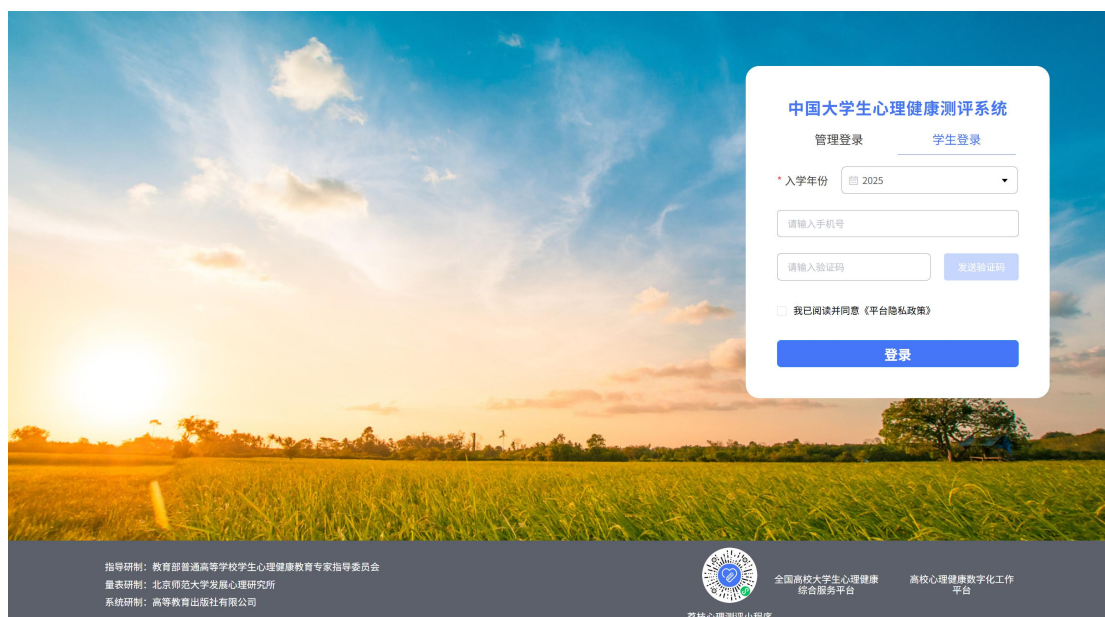 中国大学生心理健康测评系统
管理登录 学生登录
* 入学年份 2025
请输入手机号
请输入验证码 发送验证码
我已阅读并同意《平台隐私政策》
登录
指导研制：教育部普通高等学校学生心理健康教育专家指导委员会
量表研制：北京师范大学发展心理研究所
系统研制：高等教育出版社有限公司
全国高校大学生心理健康
综合服务平台
高校心理健康数字化工作
平台